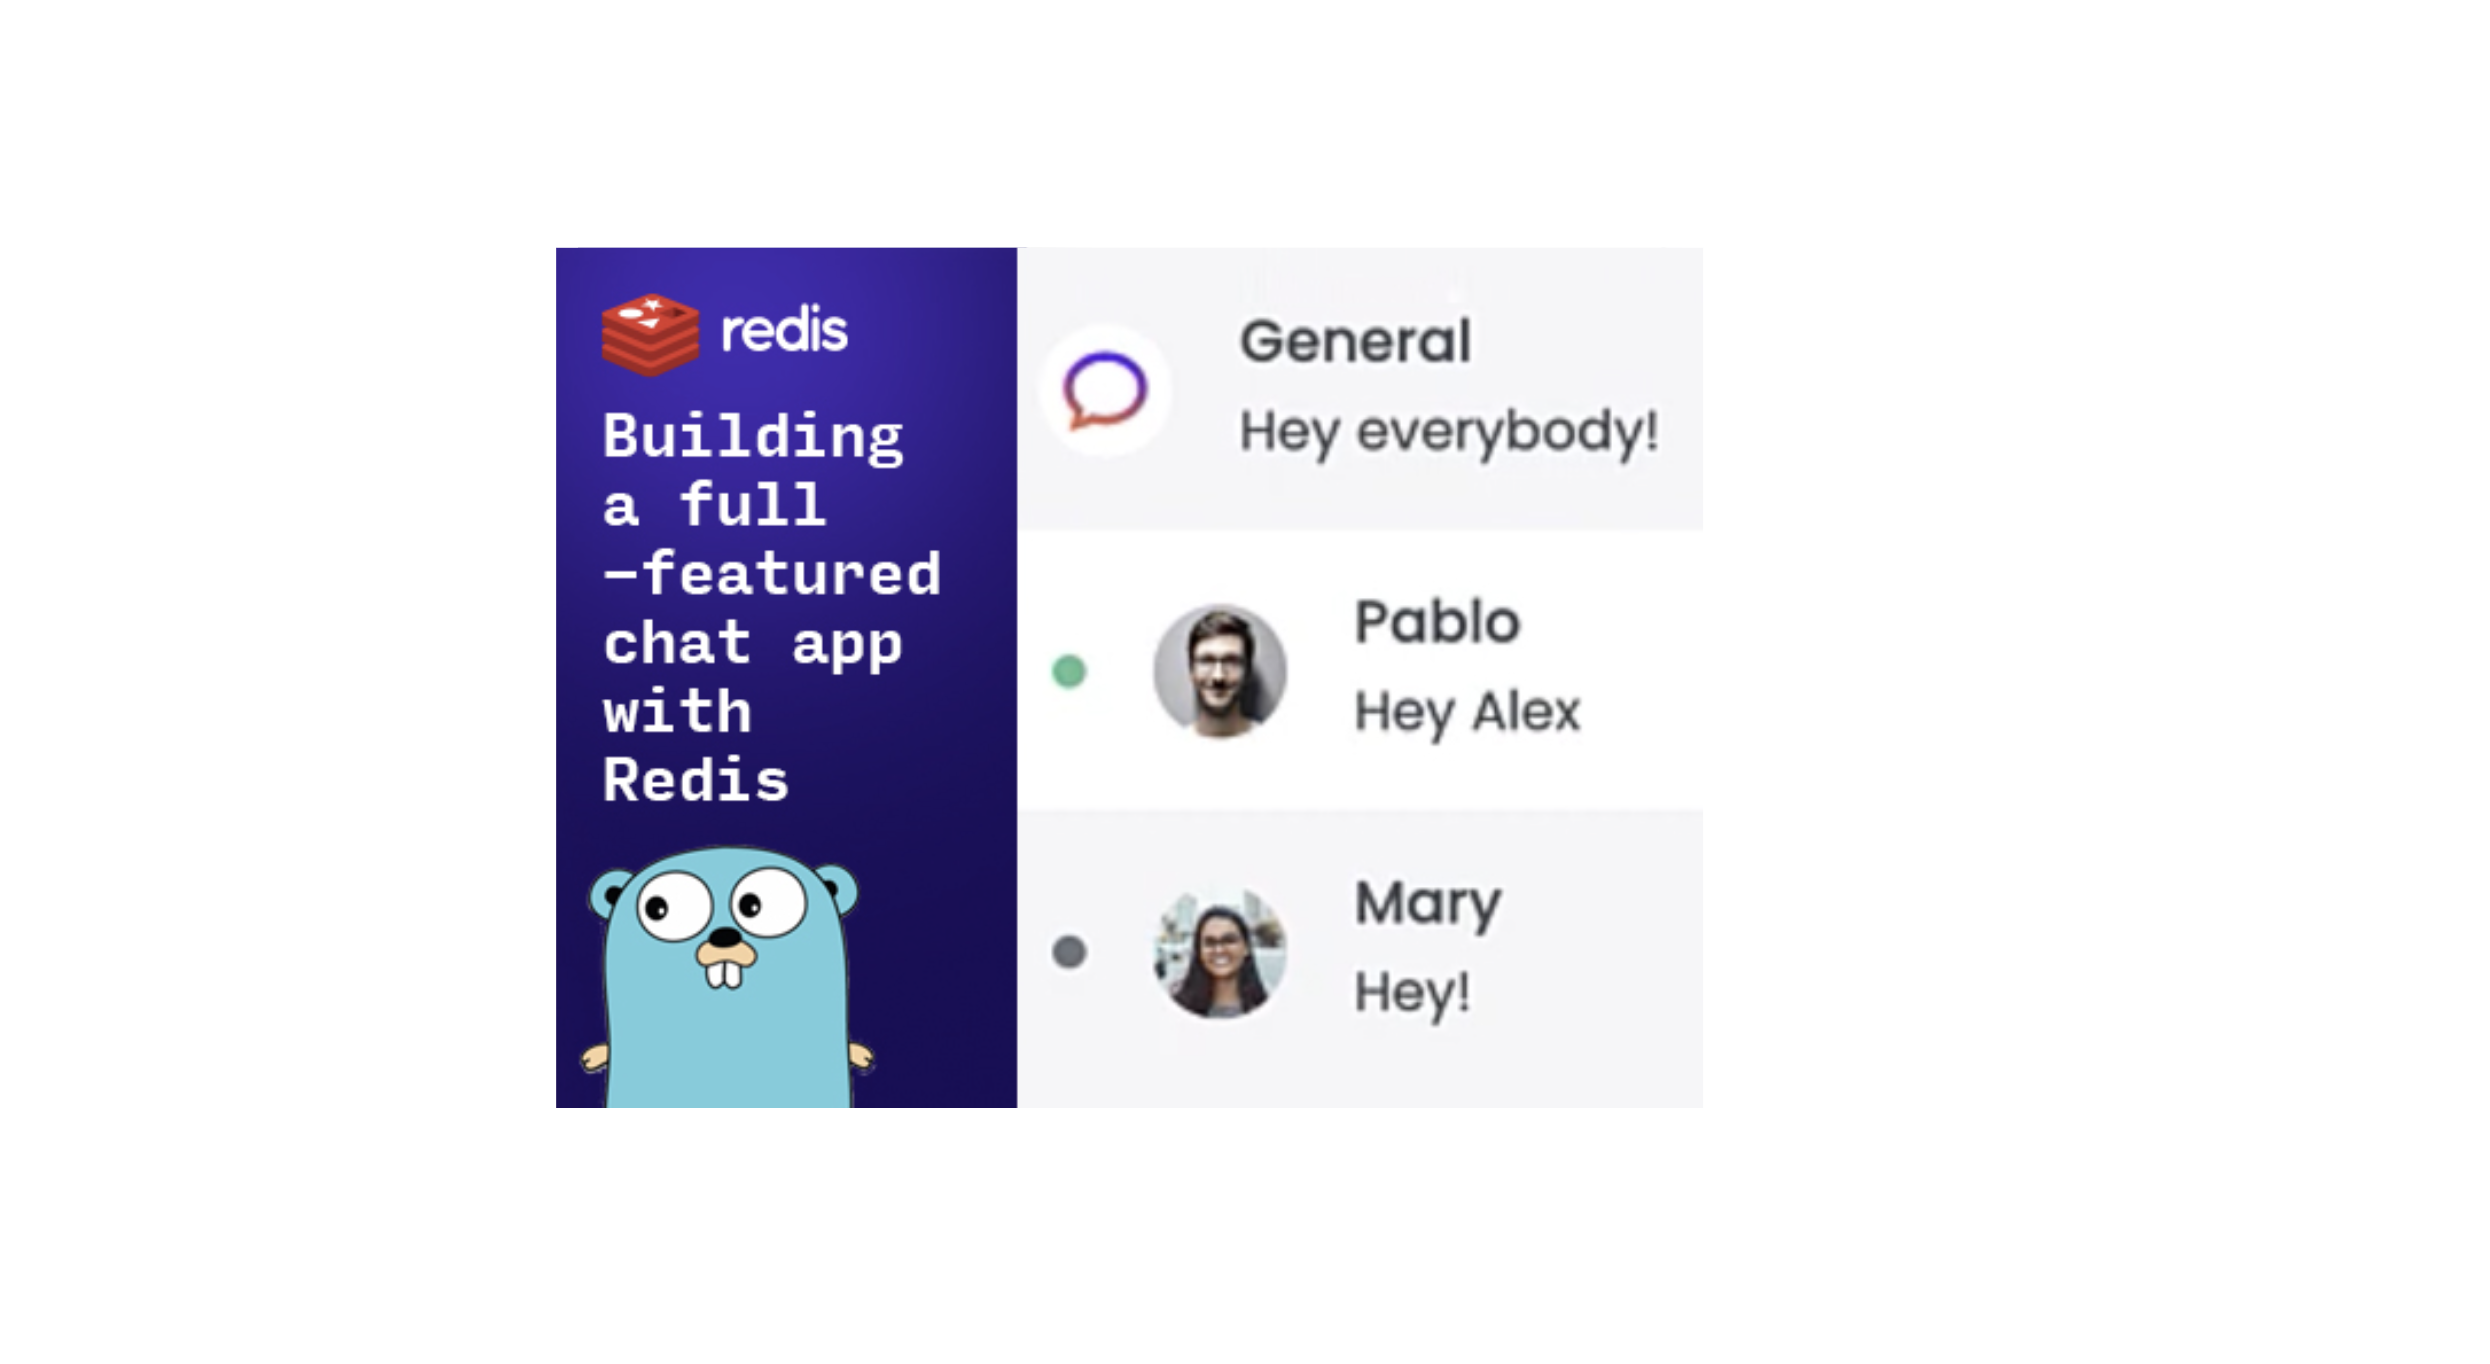 redis
Building
a full
-featured
chat app
with
Redis
General
Hey everybody!
Pablo
Hey Alex
Mary
Hey!